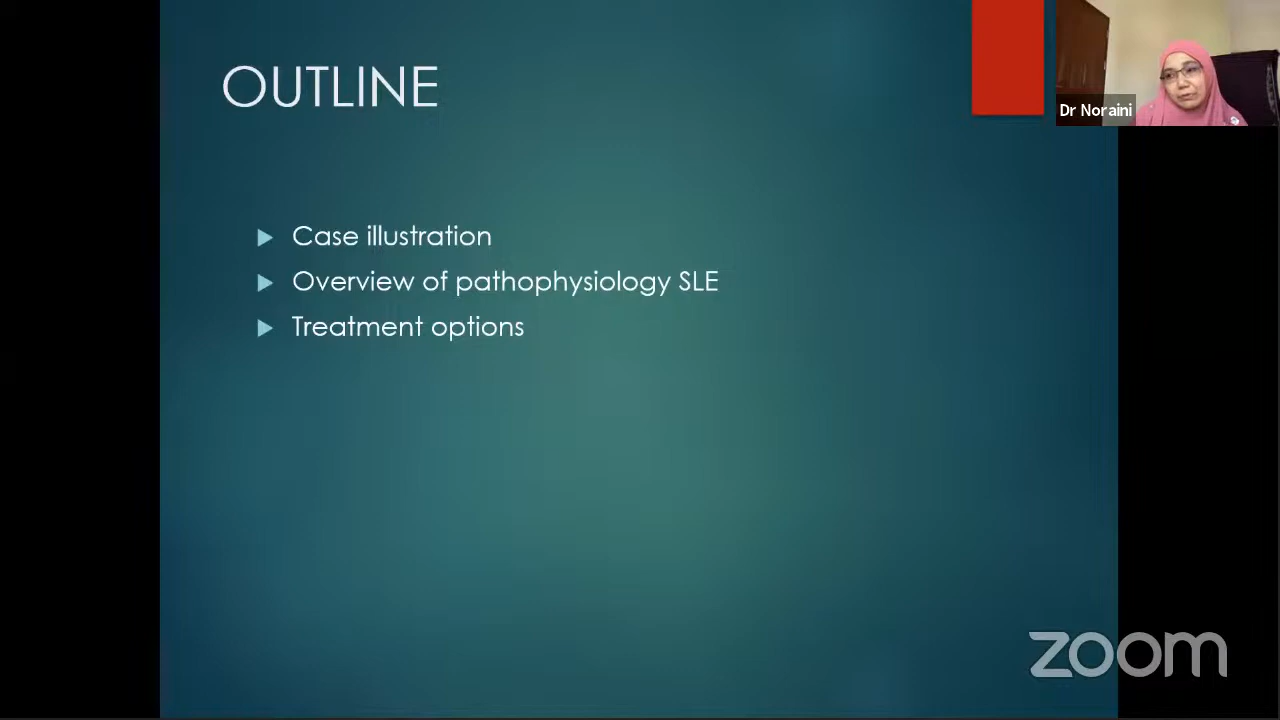 OUTLINE
Dr Noraini
Case illustration
Overview of pathophysiology SLE
Treatment options
zoom